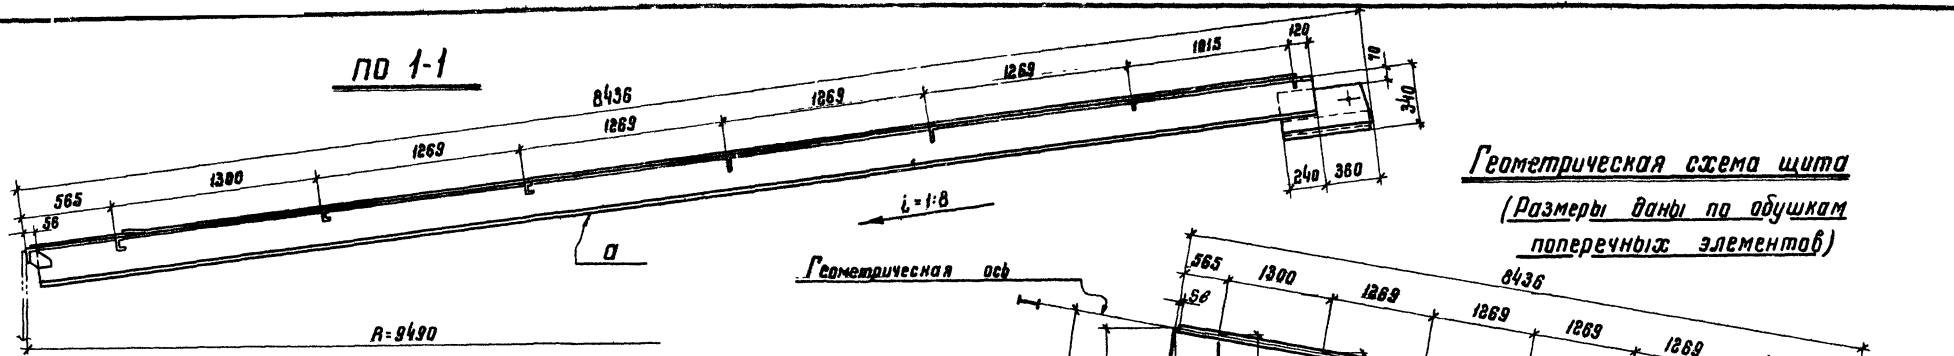 по 1-1
8436
565
1300
1269
1269
1269
1269
1015
120
10
340
56
240 360
i=1:8
a
R=9490
Геометрическая ось
Геометрическая схема щита
(Размеры даны по обушкам
поперечных элементов)
8436
565
1300
1269
1269
1269
1269
56